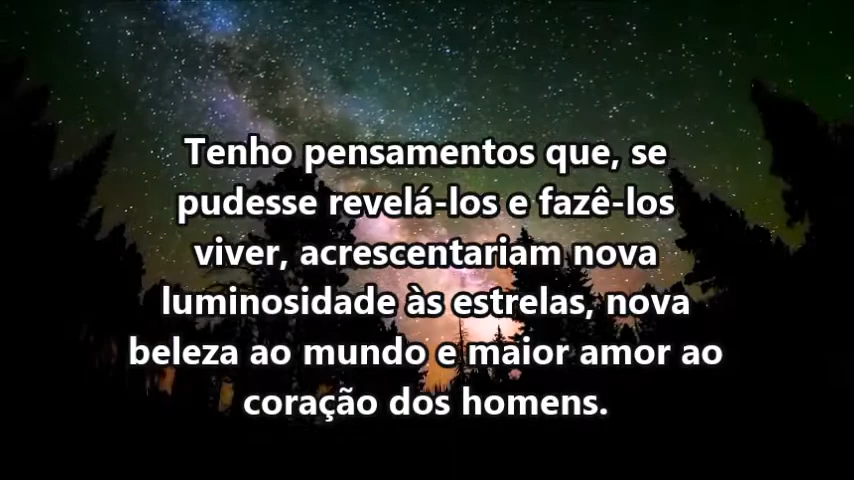 Tenho pensamentos que, se
pudesse revelá-los e fazê-los
viver, acrescentariam nova
luminosidade às estrelas, nova
beleza ao mundo e maior amor ao
coração dos homens.